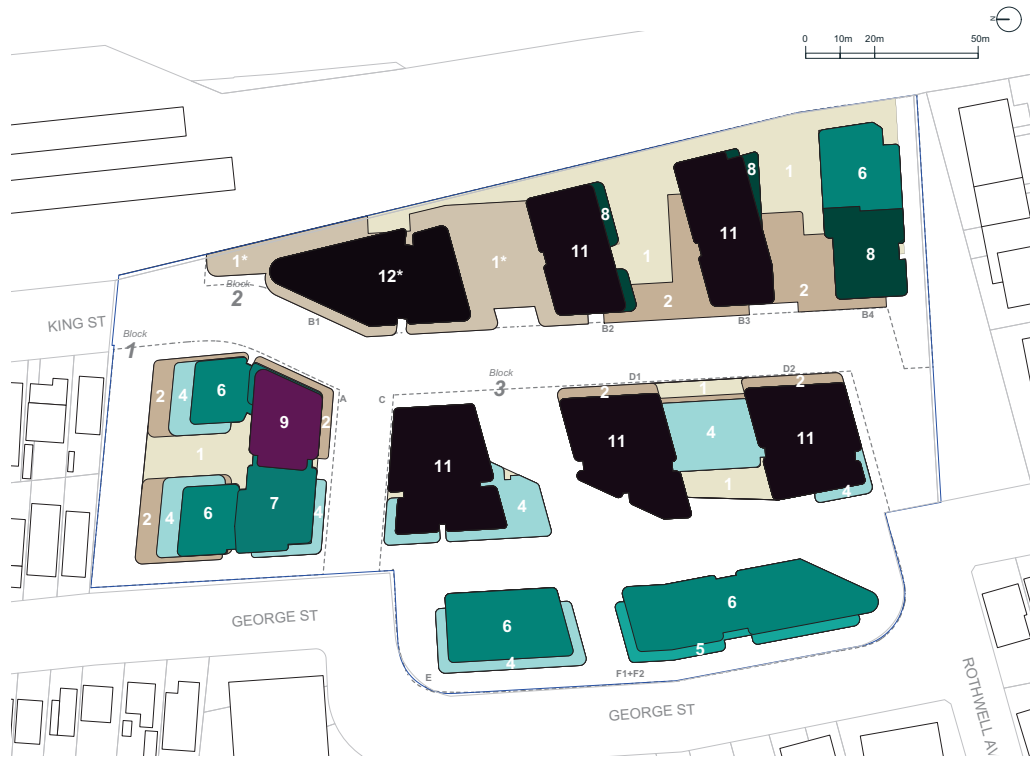 N
0 10m 20m 50m
KING ST
Block
1
Block
2
1*
12*
1*
B1
11
8
1
2
B2
11
8
1
2
B3
6
8
B4
2
4
6
9
2
A
1
2
4
6
7
4
Block
3
C
11
4
D1
2
11
1
4
1
D2
2
11
4
GEORGE ST
6
4
E
6
5
F1+F2
GEORGE ST
ROTHWELL AV